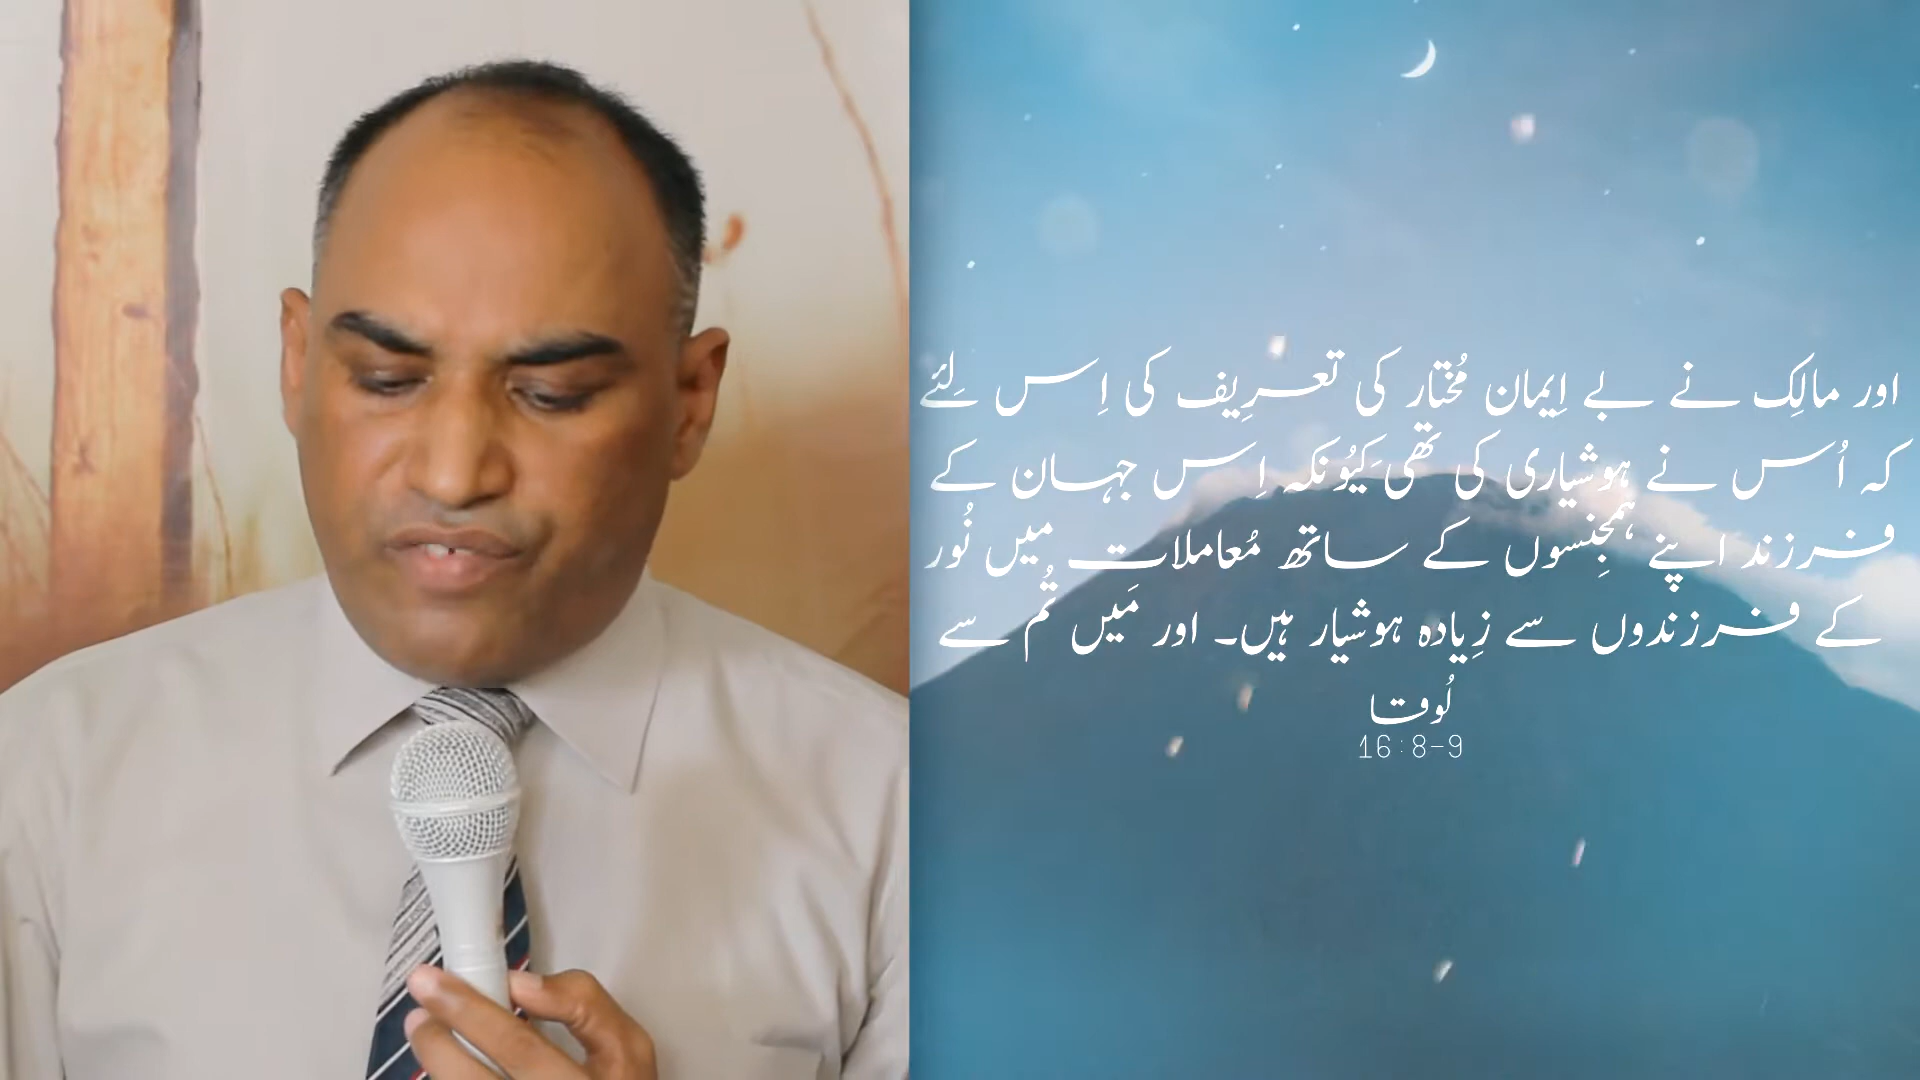 اور مالِک نے بے اِیمان مُختار کی تعرِیف کی اِس لِئے
کہ اُس نے ہوشیاری کی تھی کیونکہ اِس جہان کے
فرزند اپنے ہمجِنسوں کے ساتھ مُعاملات میں نُور
کے فرزندوں سے زِیادہ ہوشیار ہیں۔ اور مَیں تُم سے
لُوقا
16:8-9